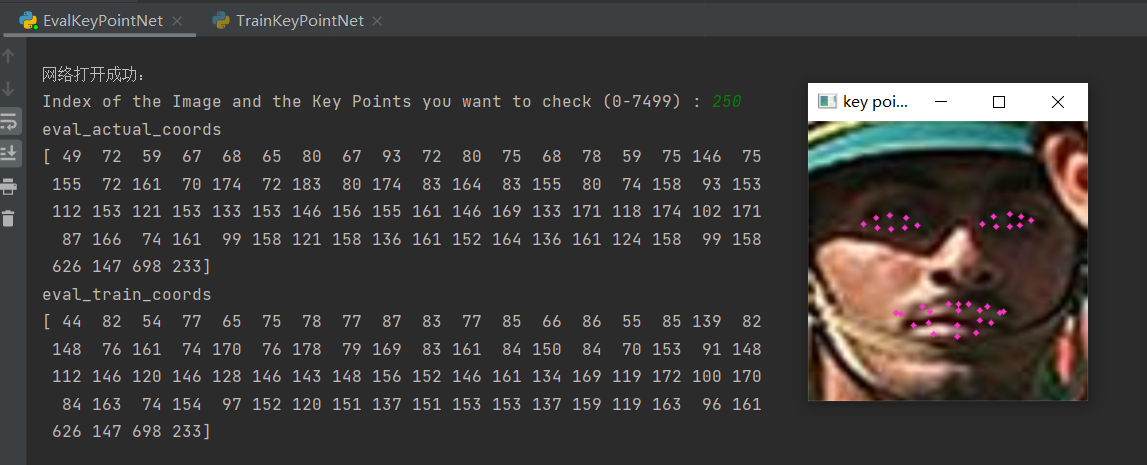 EvalKeyPointNet
TrainKeyPointNet
网络打开成功:
Index of the Image and the Key Points you want to check (0-7499) : 250
eval_actual_coords
[ 49 72 59 67 68 65 80 67 93 72 80 75 68 78 59 75 146 75
155 72 161 70 174 72 183 80 174 83 164 83 155 80 74 158 93 153
112 153 121 153 133 153 146 156 155 161 146 169 133 171 118 174 102 171
87 166 74 161 99 158 121 158 136 161 152 164 136 161 124 158 99 158
626 147 698 233]
eval_train_coords
[ 44 82 54 77 65 75 78 77 87 83 77 85 66 86 55 85 139 82
148 76 161 74 170 76 178 79 169 83 161 84 150 84 70 153 91 148
112 146 120 146 128 146 143 148 156 152 146 161 134 169 119 172 100 170
84 163 74 154 97 152 120 151 137 151 153 153 137 159 119 163 96 161
626 147 698 233]
key poi...